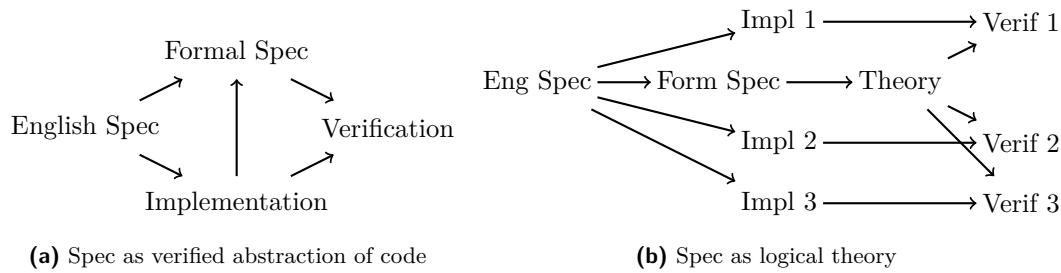 Formal Spec
English Spec
Verification
Implementation
(a) Spec as verified abstraction of code
Impl 1
Verif 1
Eng Spec
Form Spec
Theory
Impl 2
Verif 2
Impl 3
Verif 3
(b) Spec as logical theory